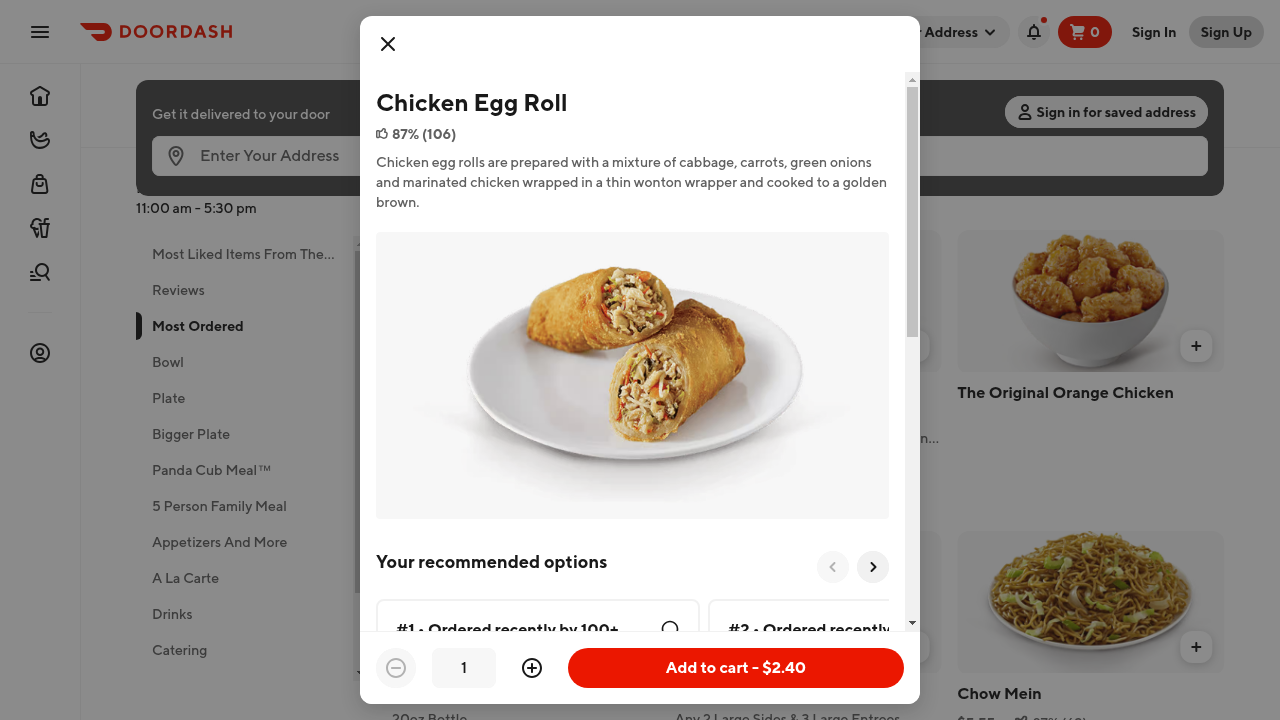 DOORDASH
Address
0
Sign In
Sign Up
Get it delivered to your door
Sign in for saved address
Enter Your Address
11:00 am - 5:30 pm
Most Liked Items From The...
Reviews
Most Ordered
Bowl
Plate
Bigger Plate
Panda Cub Meal™
5 Person Family Meal
Appetizers And More
A La Carte
Drinks
Catering
Chicken Egg Roll
87% (106)
Chicken egg rolls are prepared with a mixture of cabbage, carrots, green onions
and marinated chicken wrapped in a thin wonton wrapper and cooked to a golden
brown.
Your recommended options
#1 • Ordered recently by 100+
#2 • Ordered recently
1
Add to cart - $2.40
The Original Orange Chicken
n...
Chow Mein
20oz Bottle
Any 2 Large Sides & 3 Large Entrees